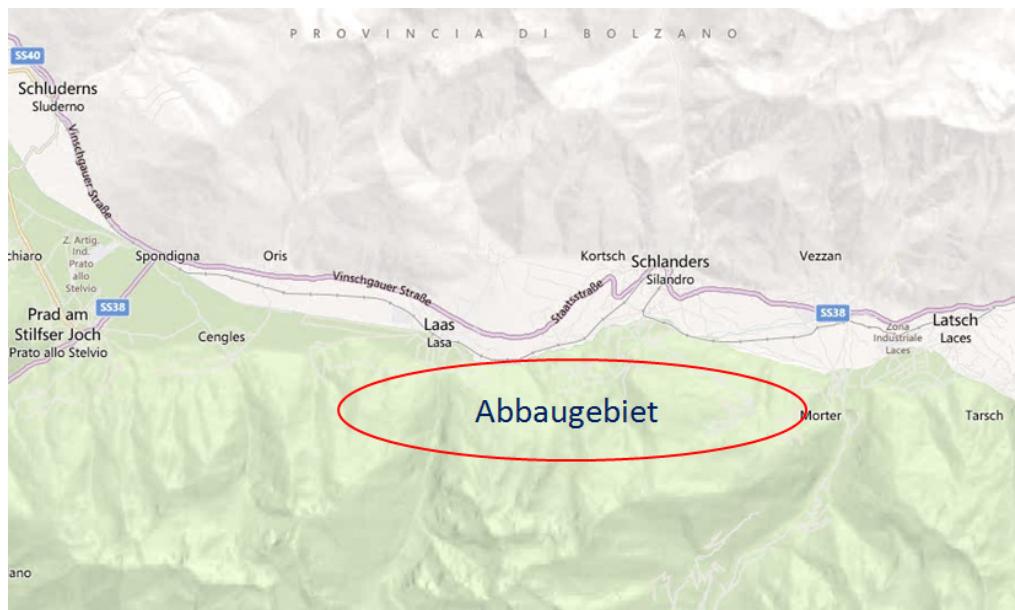 PROVINCIA DI BOLZANO
SS40
Schluderns
Sluderno
Vinschgauer Straße
Z. Artig.
Ind.
Prato
allo
Stelvio
chiaro
Spondigna
Oris
Kortsch
Schlanders
Silandro
Vezzan
Vinschgauer Straße
Staatsstraße
SS38
SS38
Prad am
Stilfser Joch
Prato allo Stelvio
Cengles
Laas
Lasa
Zona
Industriale
Laces
Latsch
Laces
Abbaugebiet
Morter
Tarsch
ano